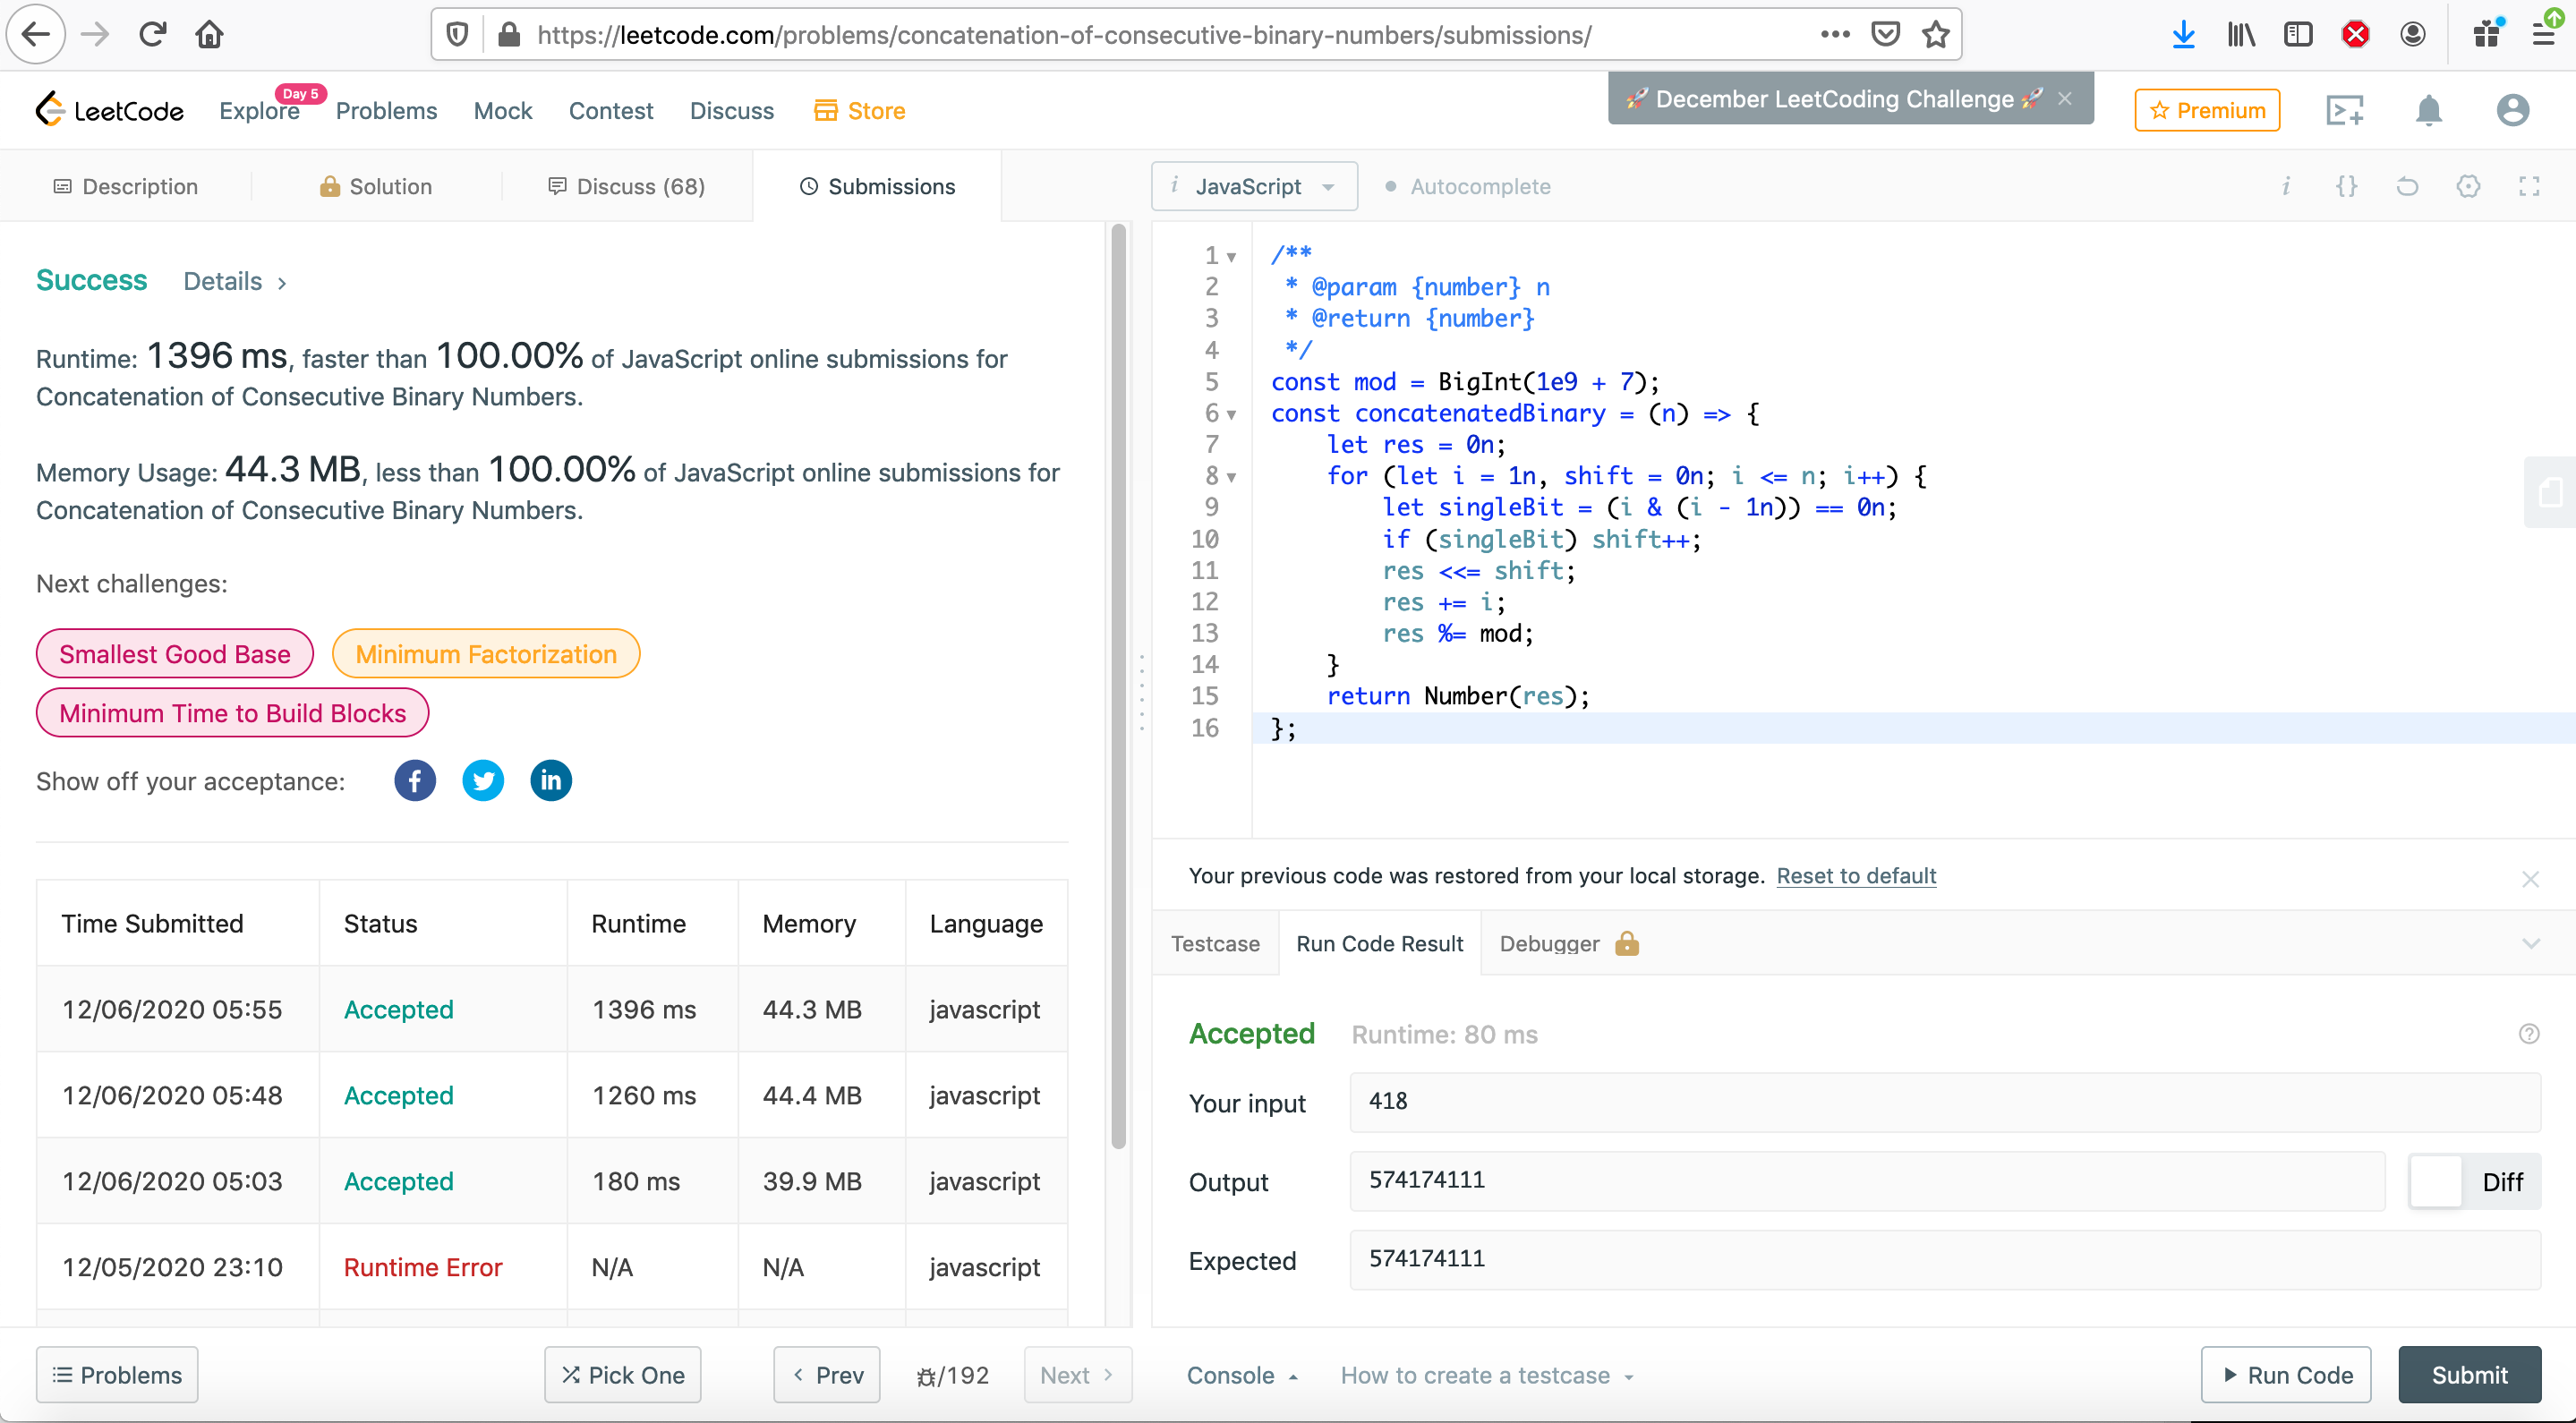 https://leetcode.com/problems/concatenation-of-consecutive-binary-numbers/submissions/
LeetCode
Explore
Day 5
Problems
Mock
Contest
Discuss
Store
🚀 December LeetCoding Challenge 🚀
Premium
Description
Solution
Discuss (68)
Submissions
i JavaScript
Autocomplete
Success Details >
Runtime: 1396 ms, faster than 100.00% of JavaScript online submissions for
Concatenation of Consecutive Binary Numbers.
Memory Usage: 44.3 MB, less than 100.00% of JavaScript online submissions for
Concatenation of Consecutive Binary Numbers.
Next challenges:
Smallest Good Base
Minimum Factorization
Minimum Time to Build Blocks
Show off your acceptance:
Time Submitted Status Runtime Memory Language
12/06/2020 05:55 Accepted 1396 ms 44.3 MB javascript
12/06/2020 05:48 Accepted 1260 ms 44.4 MB javascript
12/06/2020 05:03 Accepted 180 ms 39.9 MB javascript
12/05/2020 23:10 Runtime Error N/A N/A javascript
Problems
Pick One
< Prev
/192
Next >
1 /**
2 * @param {number} n
3 * @return {number}
4 */
5 const mod = BigInt(1e9 + 7);
6 const concatenatedBinary = (n) => {
7 let res = 0n;
8 for (let i = 1n, shift = 0n; i <= n; i++) {
9 let singleBit = (i & (i - 1n)) == 0n;
10 if (singleBit) shift++;
11 res <<= shift;
12 res += i;
13 res %= mod;
14 }
15 return Number(res);
16 };
Your previous code was restored from your local storage. Reset to default
Testcase
Run Code Result
Debugger
Accepted Runtime: 80 ms
Your input 418
Output 574174111
Diff
Expected 574174111
Console
How to create a testcase
Run Code
Submit